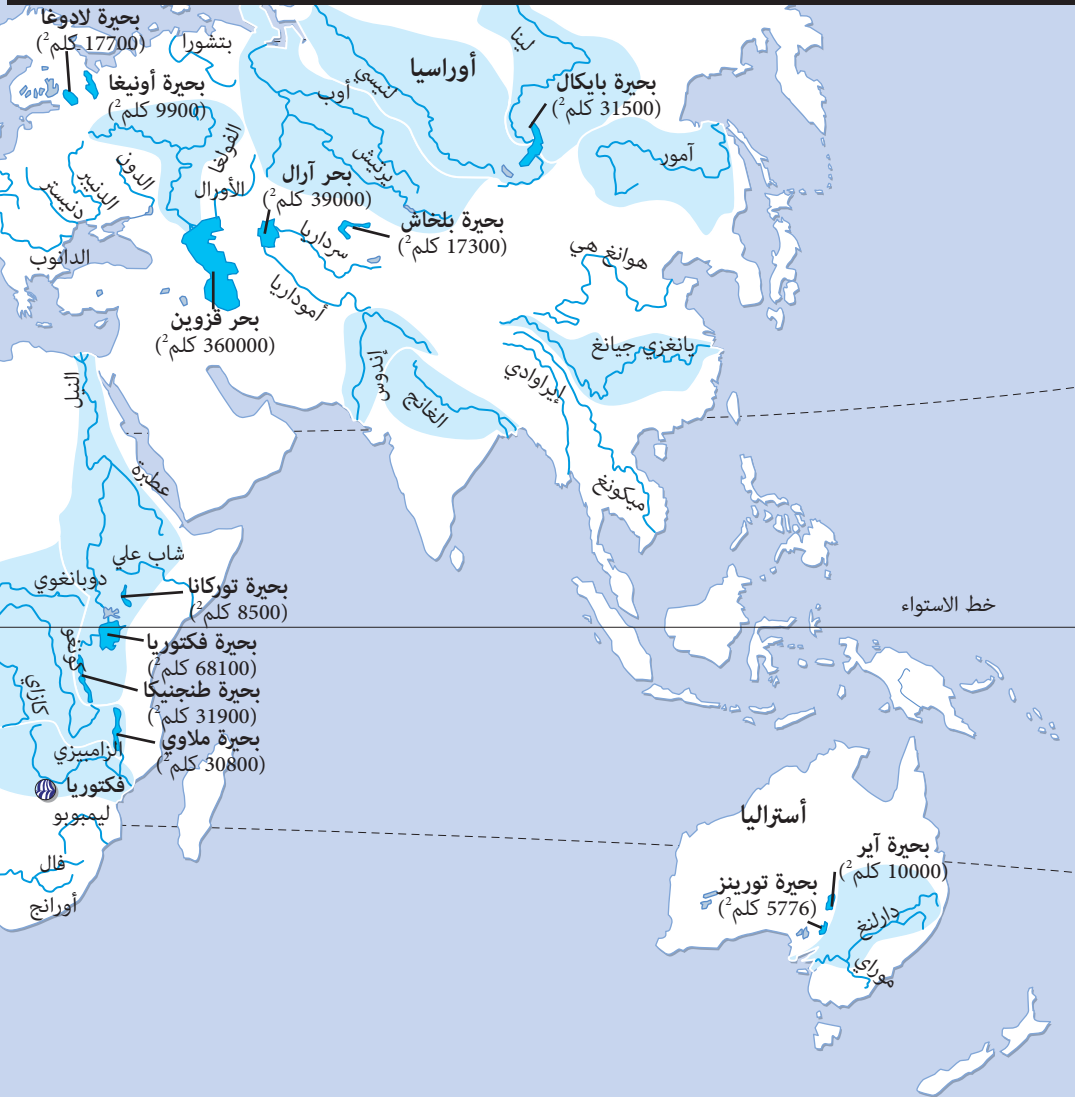 بحيرة لادوغا
(17700 كلم2)
بتشورا
بحيرة أونيغا
(9900 كلم2)
لينا
أوراسيا
لنيسي
أوب
بحيرة بايكال
(31500 كلم2)
آمور
الفولغا
يرتيش
الدون
الدنيبر
دنيستر
الأورال
بحر آرال
(39000 كلم2)
بحيرة بلخاش
(17300 كلم2)
سرداريا
أموداريا
هوانغ هي
الدانوب
بحر قزوين
(360000 كلم2)
يانغزي جيانغ
إيراوادي
إندوس
الغانج
النيل
عطبرة
ميكونغ
شاب علي
دوبانغوي
بحيرة توركانا
(8500 كلم2)
خط الاستواء
بحيرة فكتوريا
(68100 كلم2)
كونغو
كازاي
بحيرة طنجنيكا
(31900 كلم2)
بحيرة ملاوي
(30800 كلم2)
الزامبيزي
فكتوريا
ليمبوبو
فال
أورانج
أستراليا
بحيرة آير
(10000 كلم2)
بحيرة تورينز
(5776 كلم2)
دارلنغ
موراي